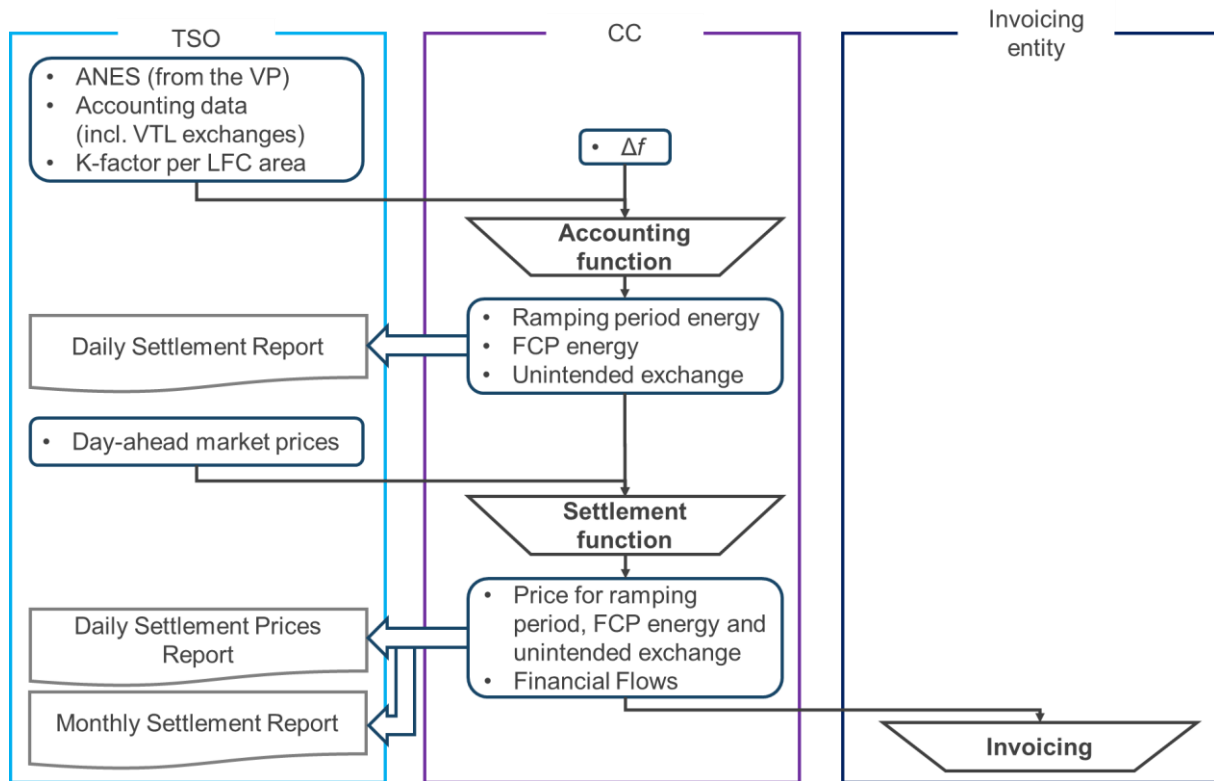 TSO
CC
Invoicing
entity
• ANES (from the VP)
• Accounting data
(incl. VTL exchanges)
• K-factor per LFC area
• Δf
Accounting
function
• Ramping period energy
• FCP energy
• Unintended exchange
Daily Settlement Report
• Day-ahead market prices
Settlement
function
• Price for ramping
period, FCP energy and
unintended exchange
• Financial Flows
Daily Settlement Prices
Report
Monthly Settlement Report
Invoicing